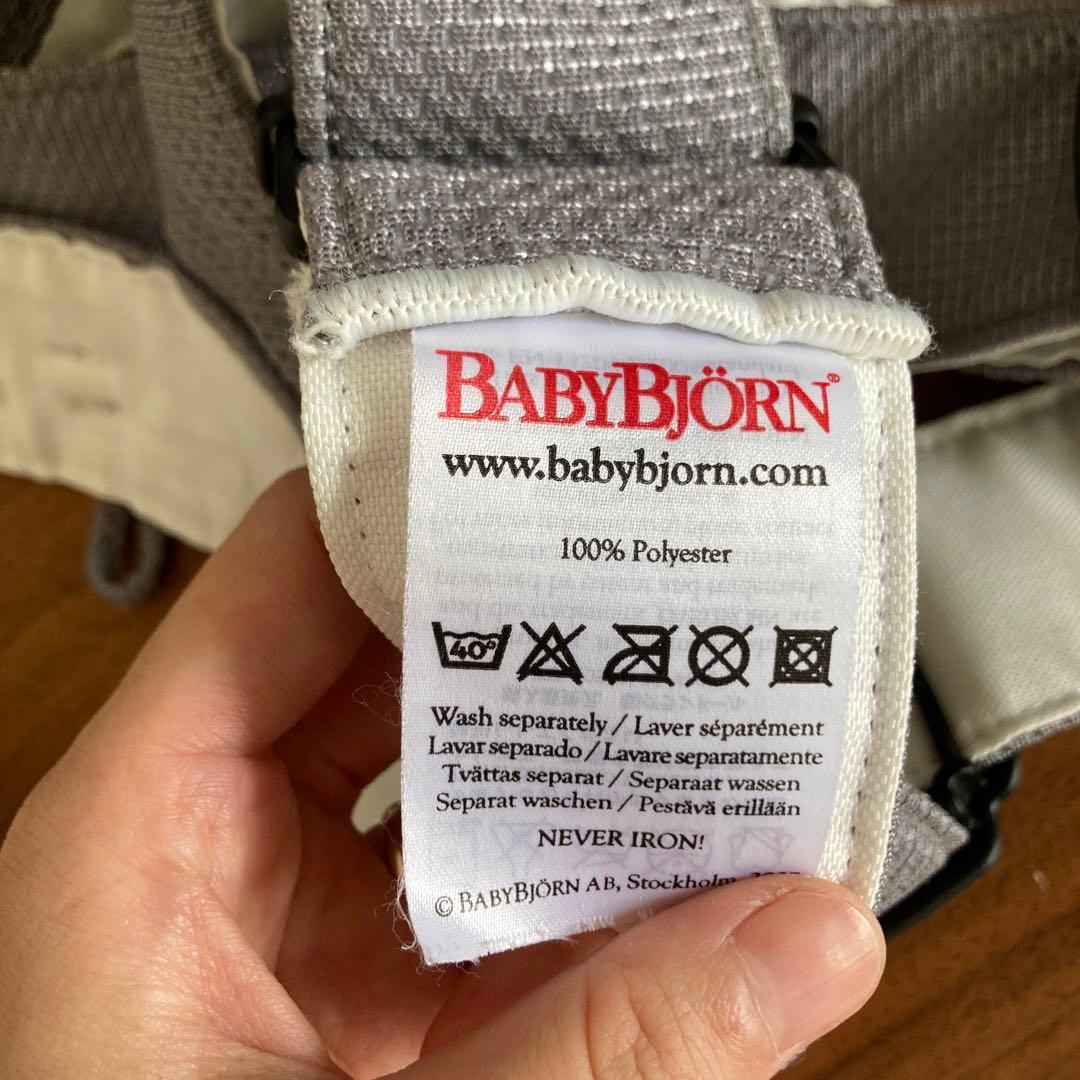 BABYBJÖRN®
www.babybjorn.com
100% Polyester
40°
Wash separately / Laver séparément
Lavar separado / Lavare separatamente
Tvättas separat / Separaat wassen
Separat waschen / Pestävä erillään
NEVER IRON!
© BABYBJÖRN AB, Stockholm